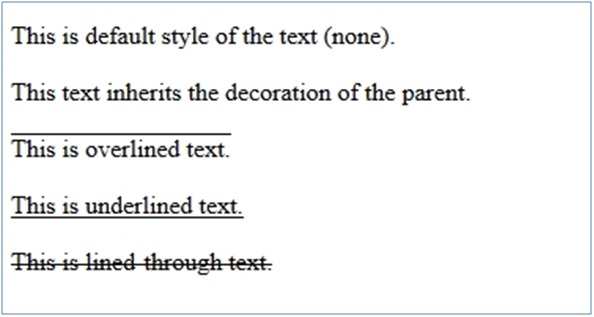 This is default style of the text (none).
This text inherits the decoration of the parent.
This is overlined text.
This is underlined text.
This is lined-through text.